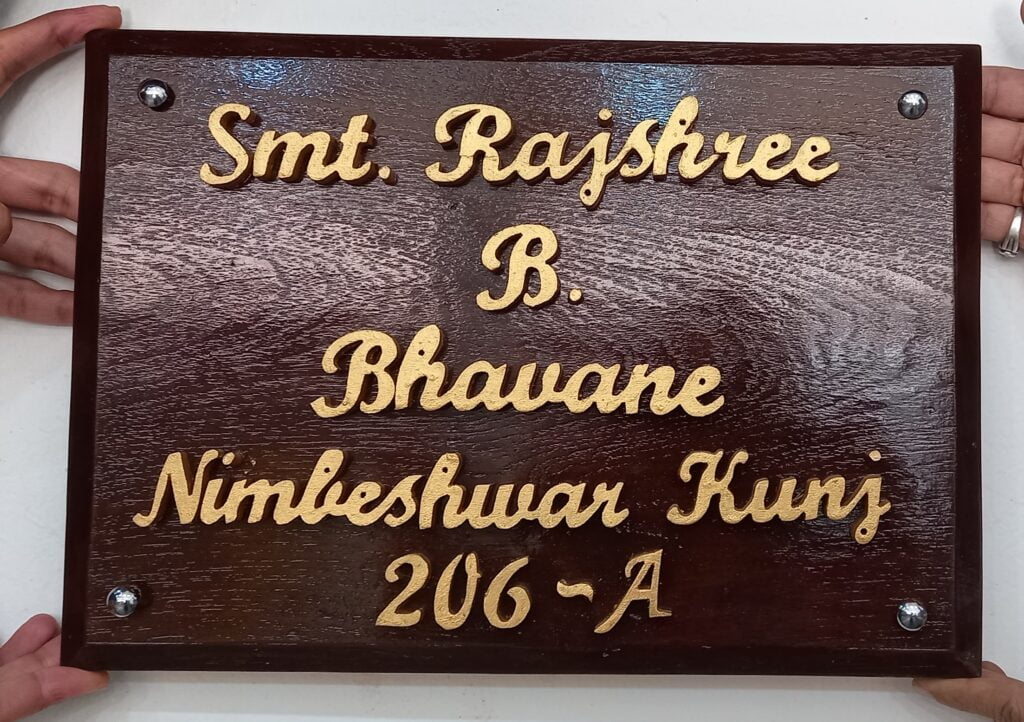 Smt. Rajshree
B.
Bhavane
Nimbeshwar Kunj
206~A